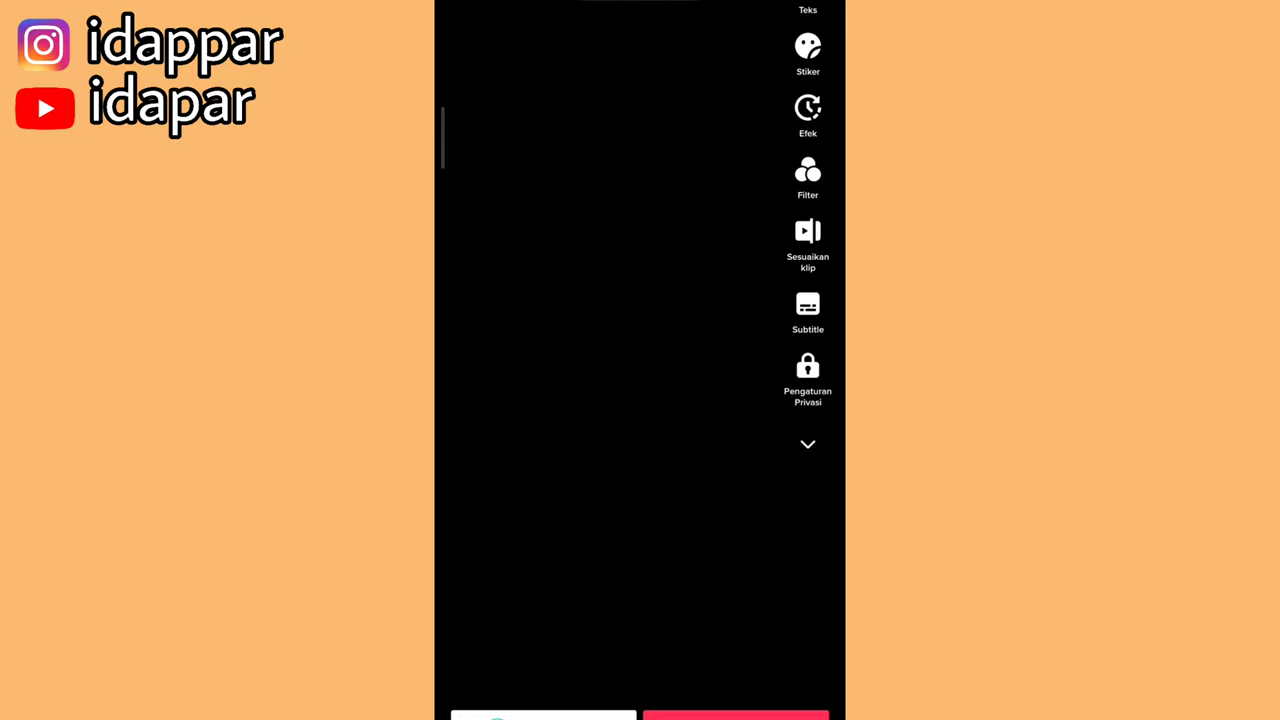 idappar
idapar
Teks
Stiker
Efek
Filter
Sesuaikan
klip
Subtitle
Pengaturan
Privasi